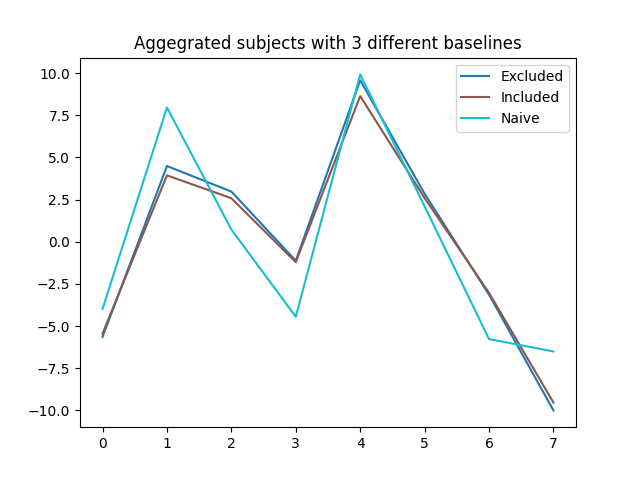 Aggegrated subjects with 3 different baselines
Excluded
Included
Naive
10.0
7.5
5.0
2.5
0.0
−2.5
−5.0
−7.5
−10.0
0 1 2 3 4 5 6 7